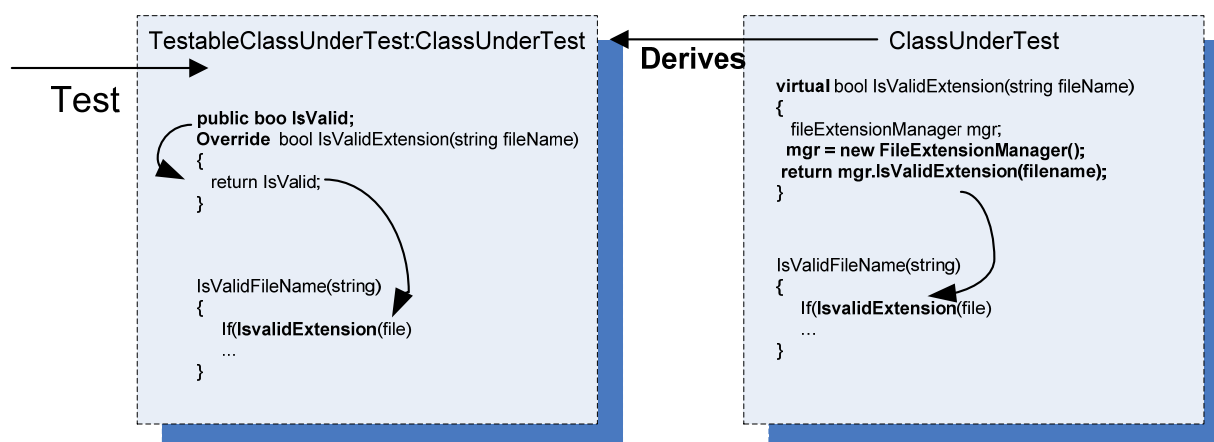 Test
TestableClassUnderTest:ClassUnderTest
public boo IsValid;
Override bool IsValidExtension(string fileName)
{
return IsValid;
}
IsValidFileName(string)
{
If(IsvalidExtension(file)
...
}
Derives
ClassUnderTest
virtual bool IsValidExtension(string fileName)
{
fileExtensionManager mgr;
mgr = new FileExtensionManager();
return mgr.IsValidExtension(filename);
}
IsValidFileName(string)
{
If(IsvalidExtension(file)
...
}